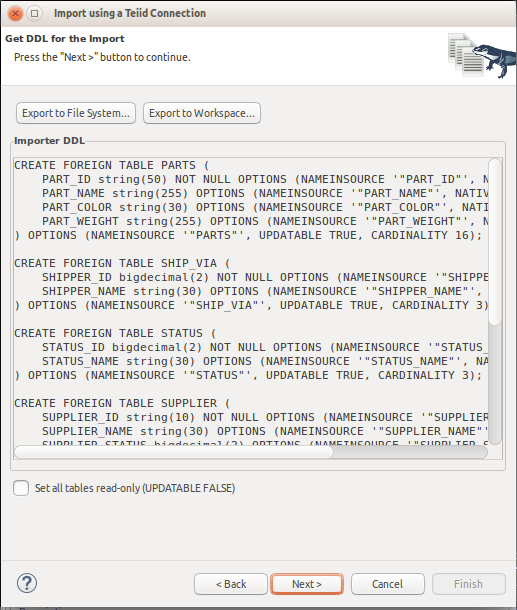 Import using a Teiid Connection
Get DDL for the Import
Press the "Next >" button to continue.
Export to File System...
Export to Workspace...
Importer DDL
CREATE FOREIGN TABLE PARTS (
PART_ID string(50) NOT NULL OPTIONS (NAMEINSOURCE '"PART_ID"', N
PART_NAME string(255) OPTIONS (NAMEINSOURCE '"PART_NAME"', NATIV
PART_COLOR string(30) OPTIONS (NAMEINSOURCE '"PART_COLOR"', NATI
PART_WEIGHT string(255) OPTIONS (NAMEINSOURCE '"PART_WEIGHT"', N
) OPTIONS (NAMEINSOURCE '"PARTS"', UPDATABLE TRUE, CARDINALITY 16);
CREATE FOREIGN TABLE SHIP_VIA (
SHIPPER_ID bigdecimal(2) NOT NULL OPTIONS (NAMEINSOURCE '"SHIPPE
SHIPPER_NAME string(30) OPTIONS (NAMEINSOURCE '"SHIPPER_NAME"',
) OPTIONS (NAMEINSOURCE '"SHIP_VIA"', UPDATABLE TRUE, CARDINALITY 3)
CREATE FOREIGN TABLE STATUS (
STATUS_ID bigdecimal(2) NOT NULL OPTIONS (NAMEINSOURCE '"STATUS_
STATUS_NAME string(30) OPTIONS (NAMEINSOURCE '"STATUS_NAME"', NA
) OPTIONS (NAMEINSOURCE '"STATUS"', UPDATABLE TRUE, CARDINALITY 3);
CREATE FOREIGN TABLE SUPPLIER (
SUPPLIER_ID string(10) NOT NULL OPTIONS (NAMEINSOURCE '"SUPPLIER
SUPPLIER_NAME string(30) OPTIONS (NAMEINSOURCE '"SUPPLIER_NAME"'
SUPPLIER_STATUS bigdecimal(2) OPTIONS (NAMEINSOURCE '"SUPPLIER_S
Set all tables read-only (UPDATABLE FALSE)
?
< Back
Next >
Cancel
Finish